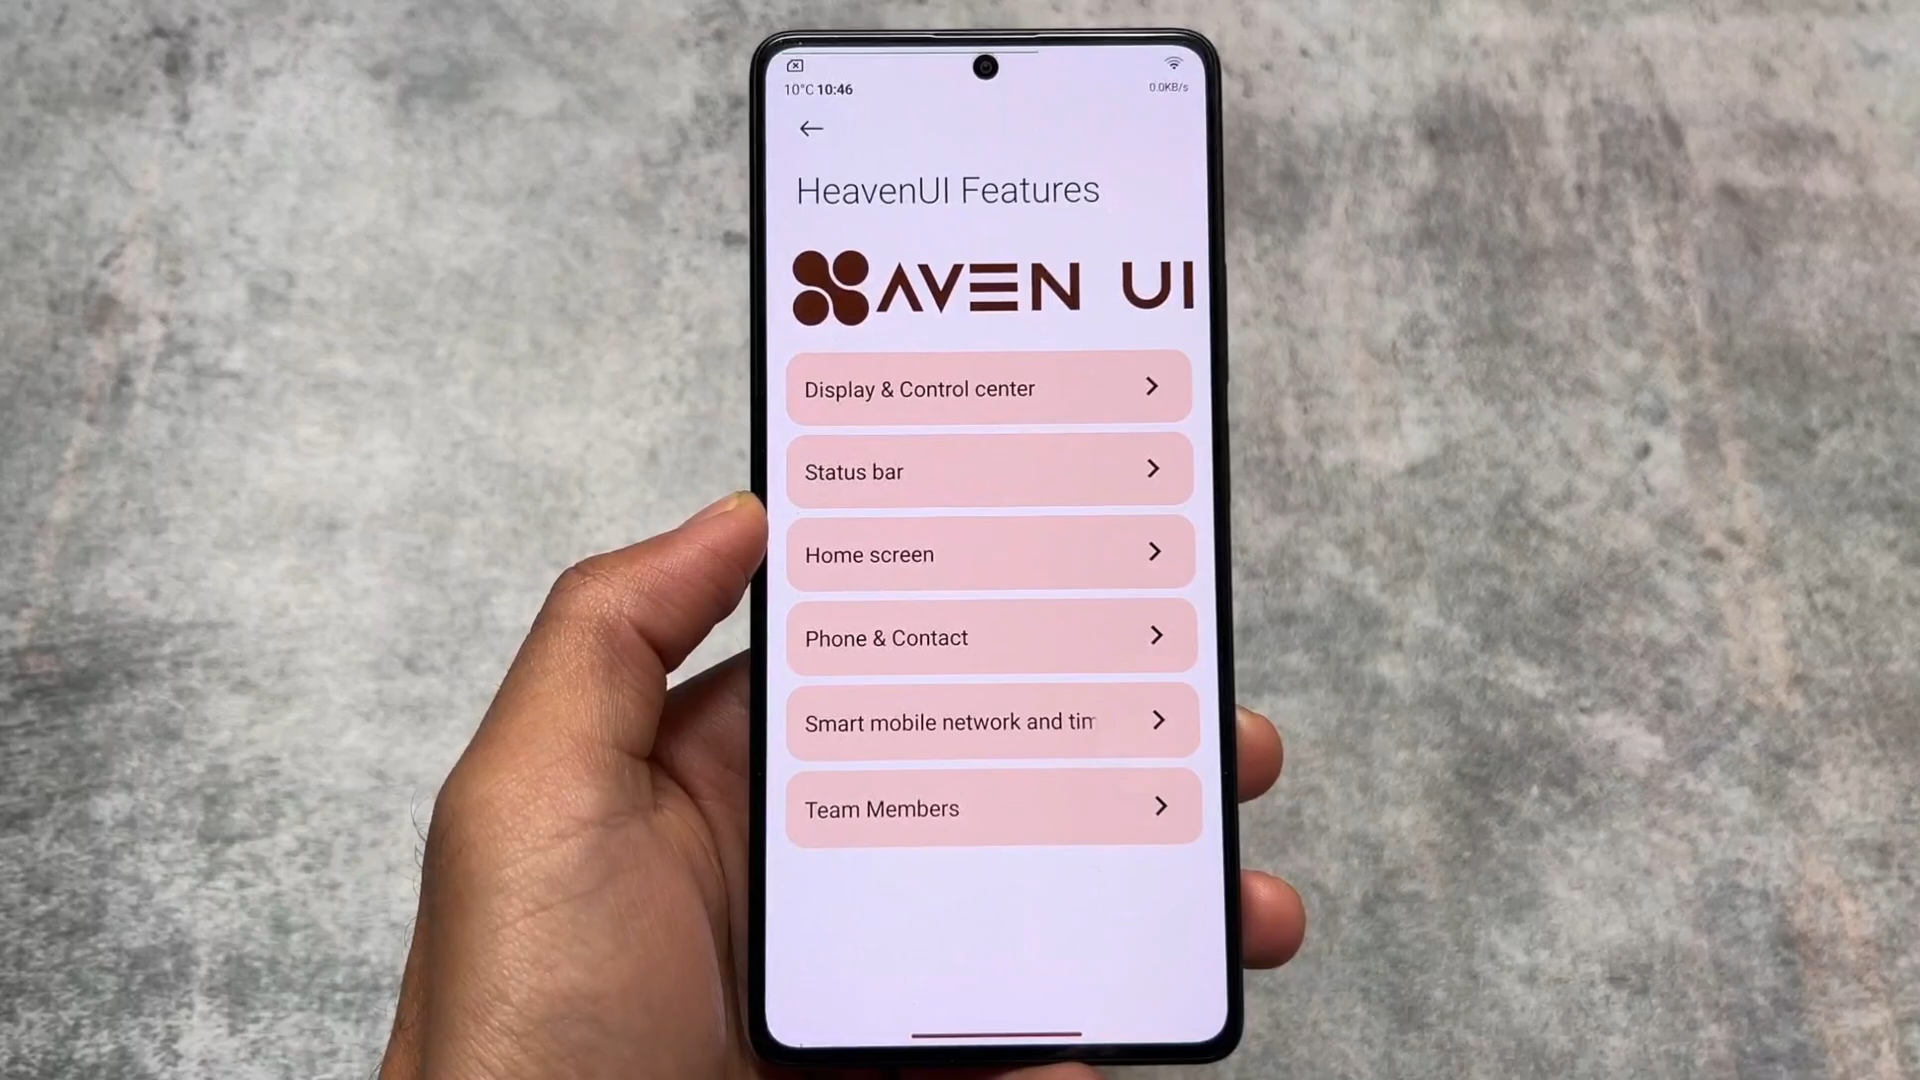 10°C 10:46
0.0KB/s
HeavenUI Features
AVEN UI
Display & Control center
Status bar
Home screen
Phone & Contact
Smart mobile network and tim
Team Members